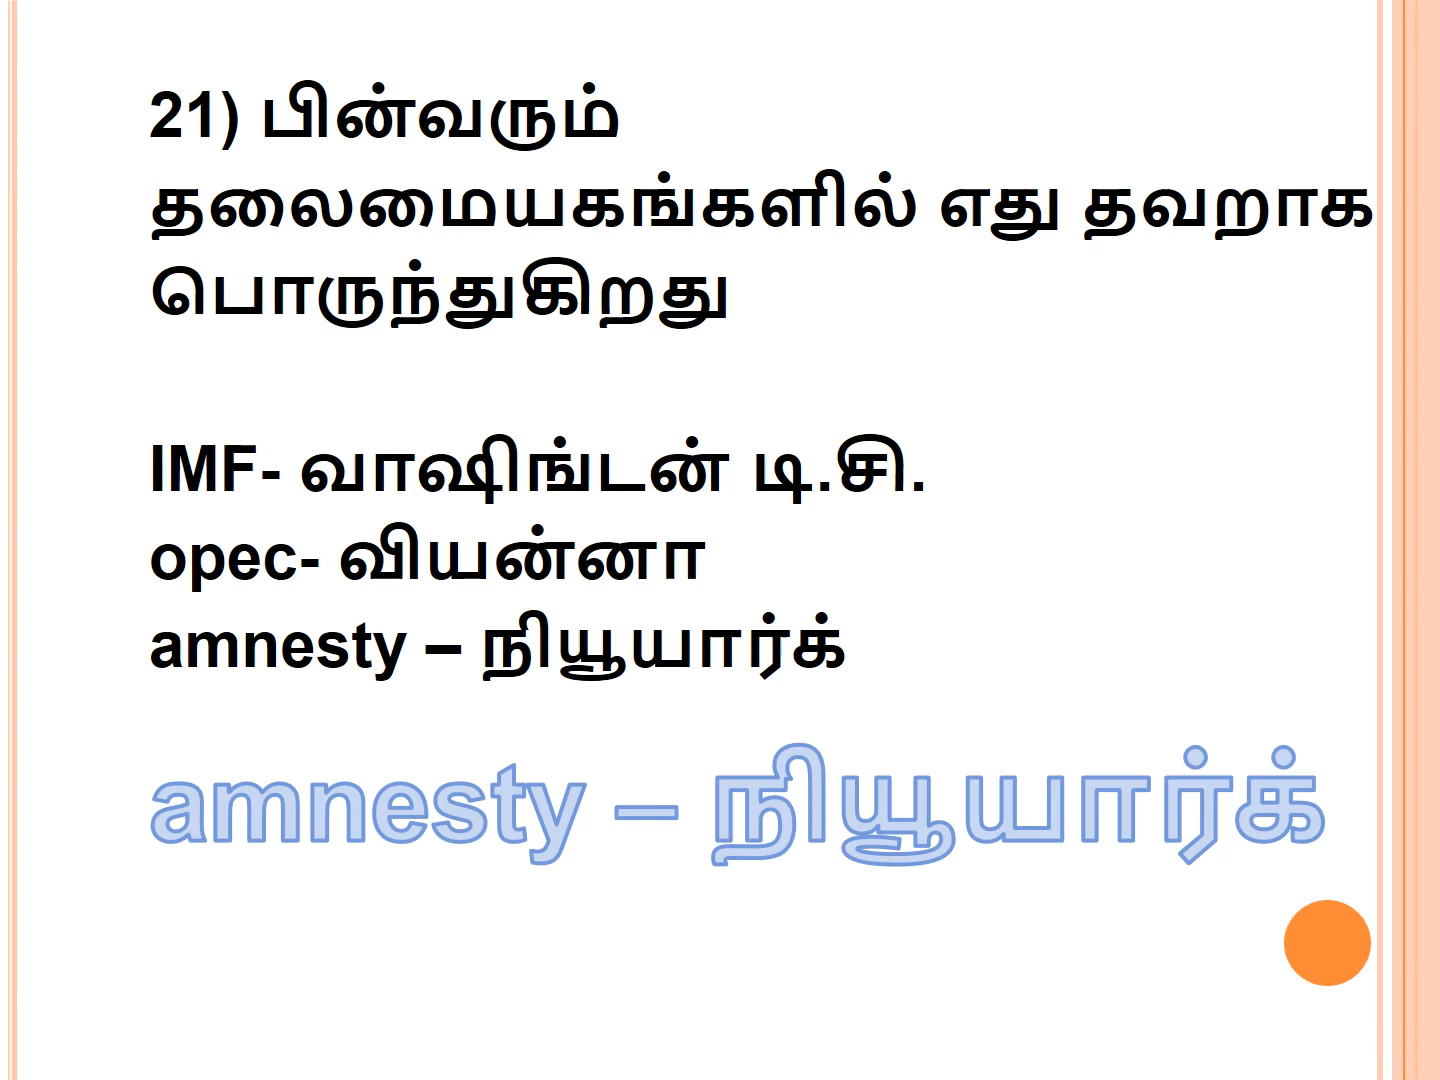 21) பின்வரும்
தலைமையகங்களில் எது தவறாக
பொருந்துகிறது
IMF- வாஷிங்டன் டி.சி.
opec- வியன்னா
amnesty – நியூயார்க்
amnesty – நியூயார்க்